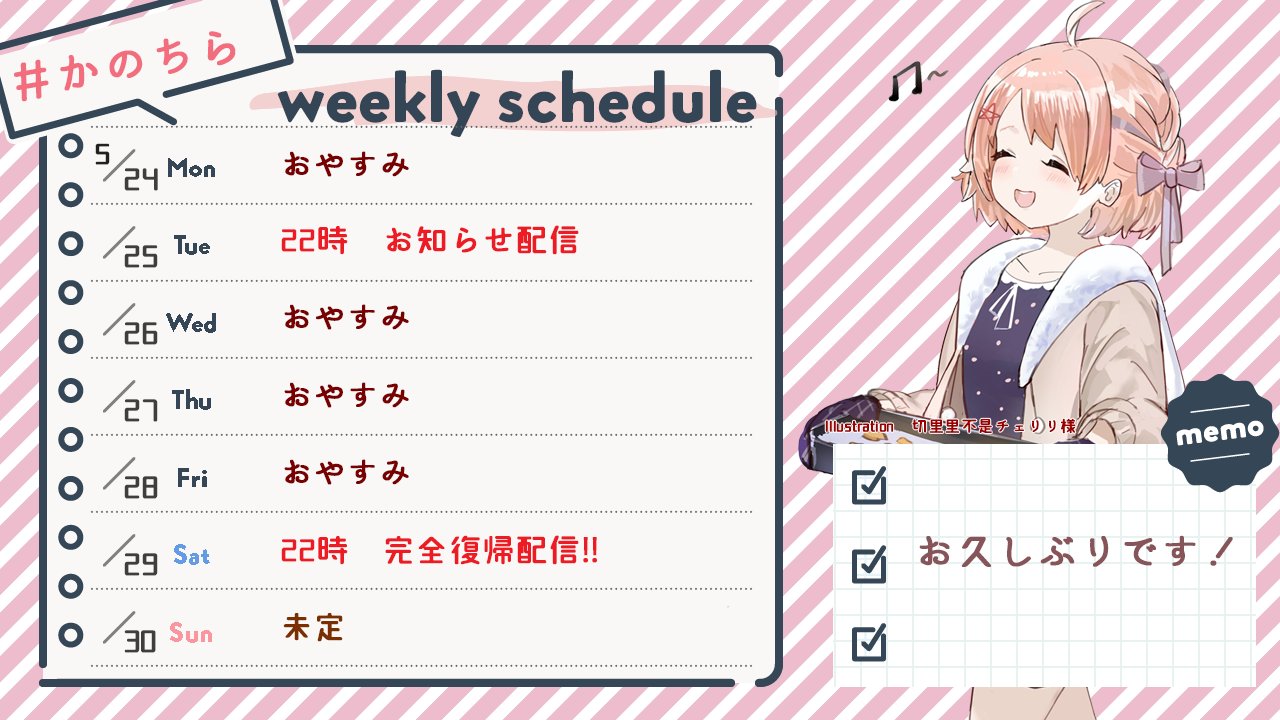 #かのちら
weekly schedule
5/24 Mon おやすみ
/25 Tue 22時 お知らせ配信
/26 Wed おやすみ
/27 Thu おやすみ
/28 Fri おやすみ
/29 Sat 22時 完全復帰配信!!
/30 Sun 未定
Illustration 切里里不是チェリり様
memo
お久しぶりです！